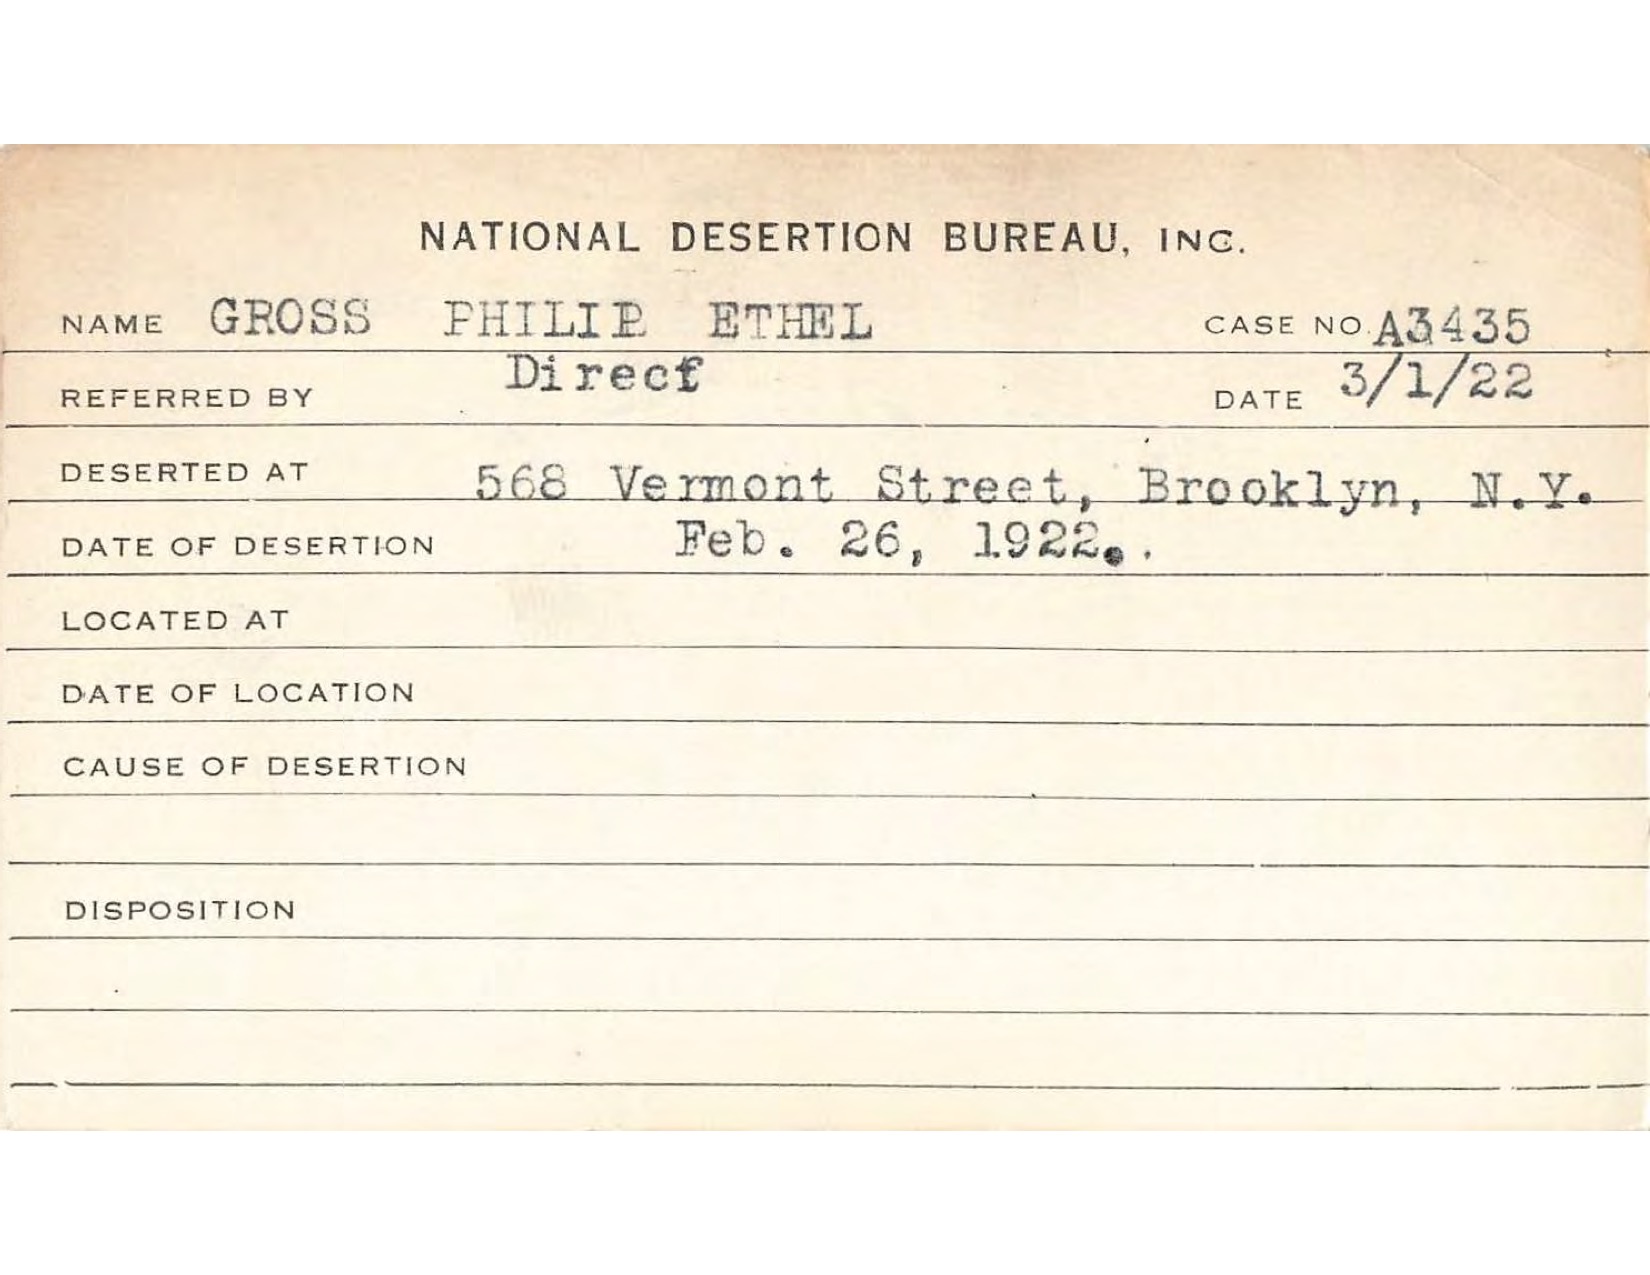 NATIONAL DESERTION BUREAU, INC.
NAME GROSS PHILIP ETHEL CASE NO. A3435
REFERRED BY Direct DATE 3/1/22
DESERTED AT 568 Vermont Street, Brooklyn, N.Y.
DATE OF DESERTION Feb. 26, 1922..
LOCATED AT
DATE OF LOCATION
CAUSE OF DESERTION
DISPOSITION